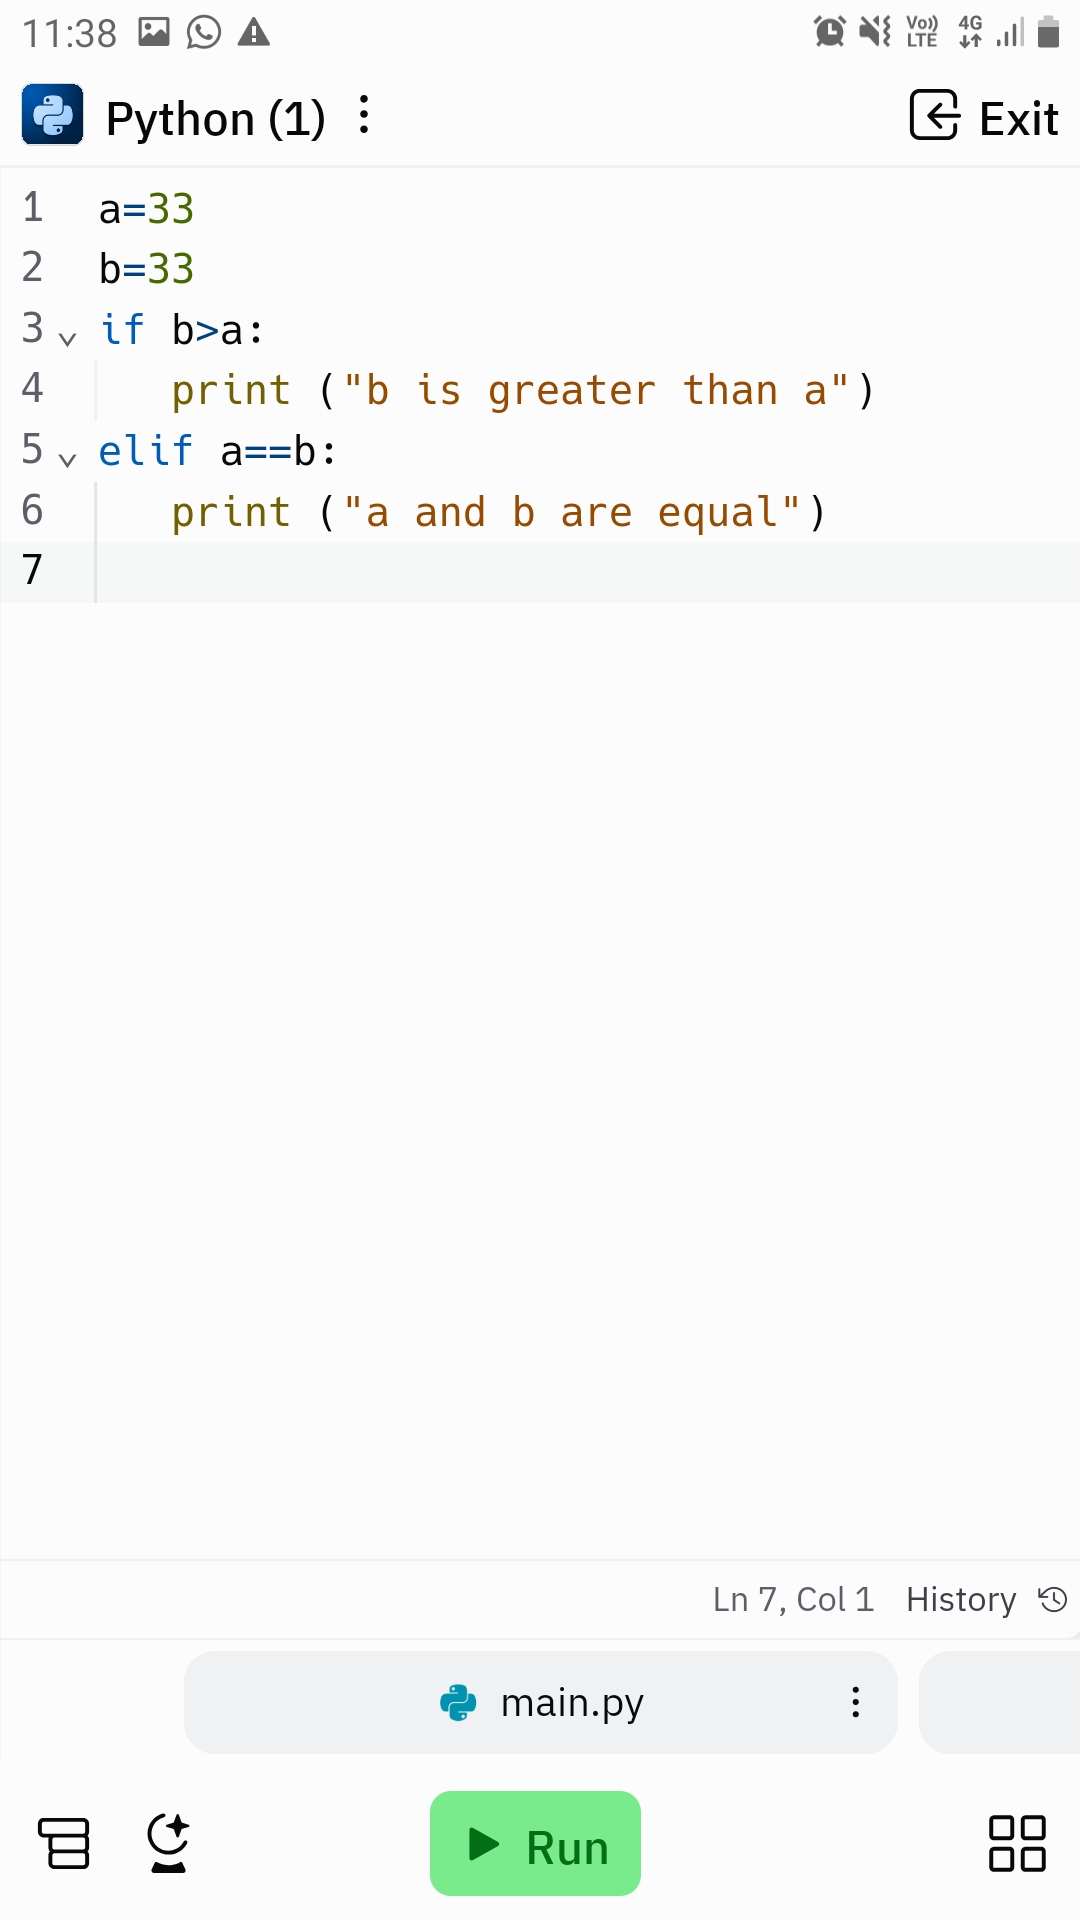 11:38 Vo)) LTE 4G
Python (1) Exit
1 a=33
2 b=33
3 if b>a:
4    print ("b is greater than a")
5 elif a==b:
6    print ("a and b are equal")
7
Ln 7, Col 1 History
main.py
Run